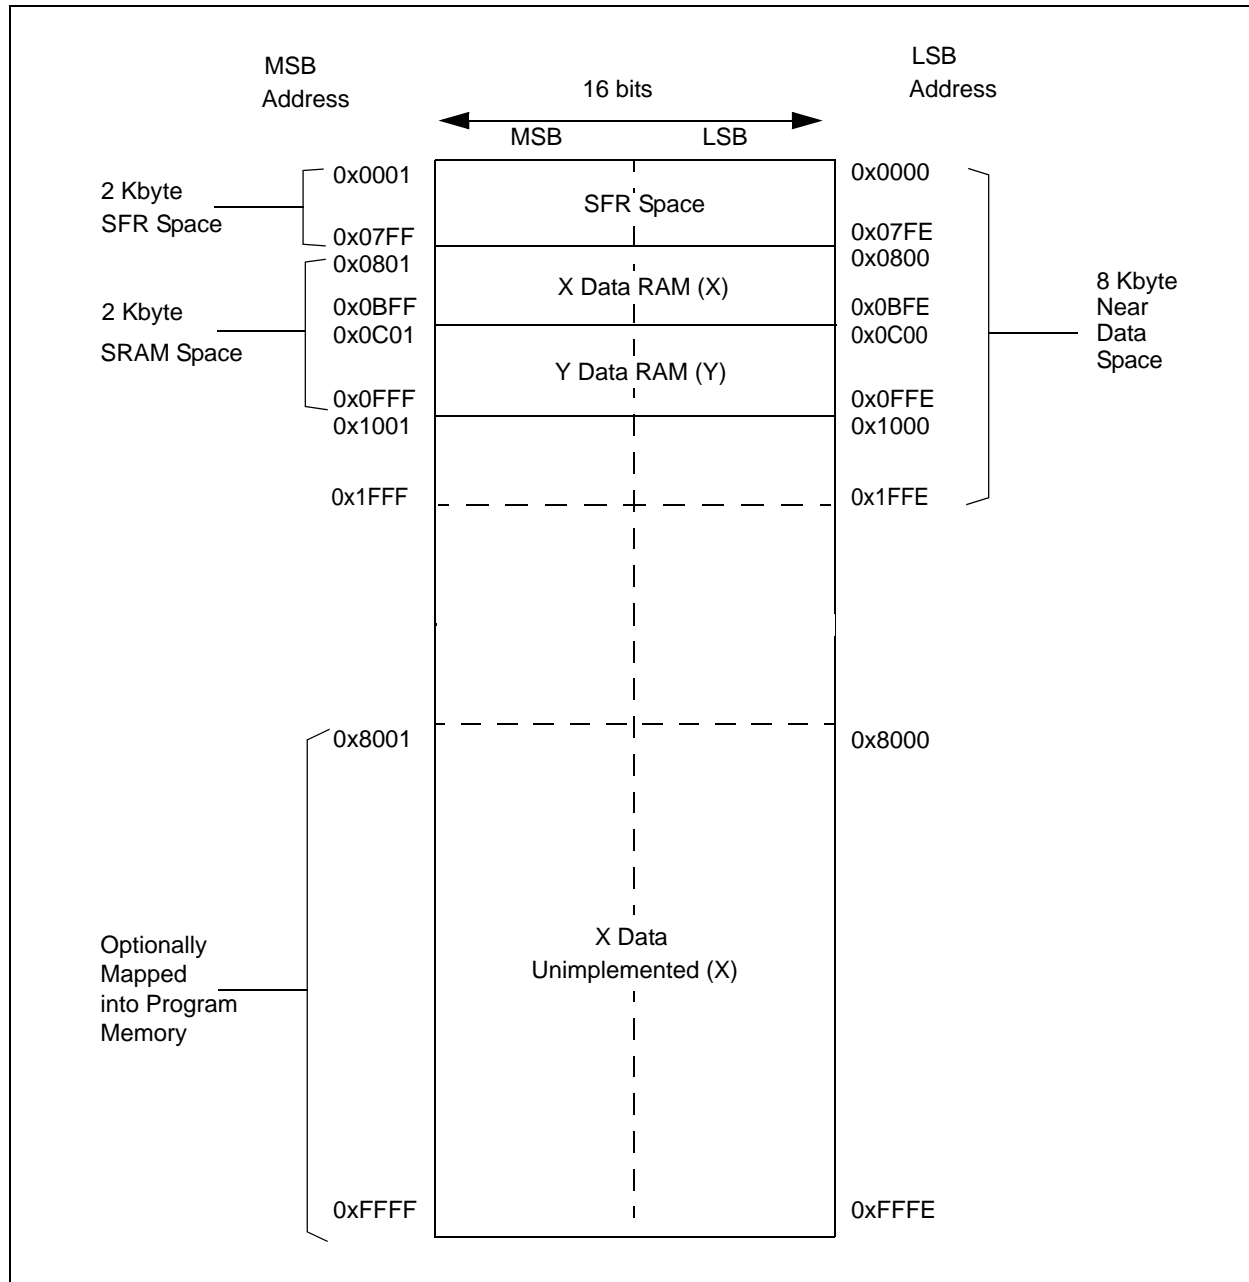 MSB
Address
LSB
Address
16 bits
MSB
LSB
2 Kbyte
SFR Space
0x0001
0x07FF
SFR Space
0x0000
0x07FE
2 Kbyte
SRAM Space
0x0801
0x0BFF
0x0C01
0x0FFF
X Data RAM (X)
Y Data RAM (Y)
0x0800
0x0BFE
0x0C00
0x0FFE
8 Kbyte
Near
Data
Space
0x1001
0x1FFF
0x1000
0x1FFE
0x8001
0x8000
Optionally
Mapped
into Program
Memory
X Data
Unimplemented (X)
0xFFFF
0xFFFE